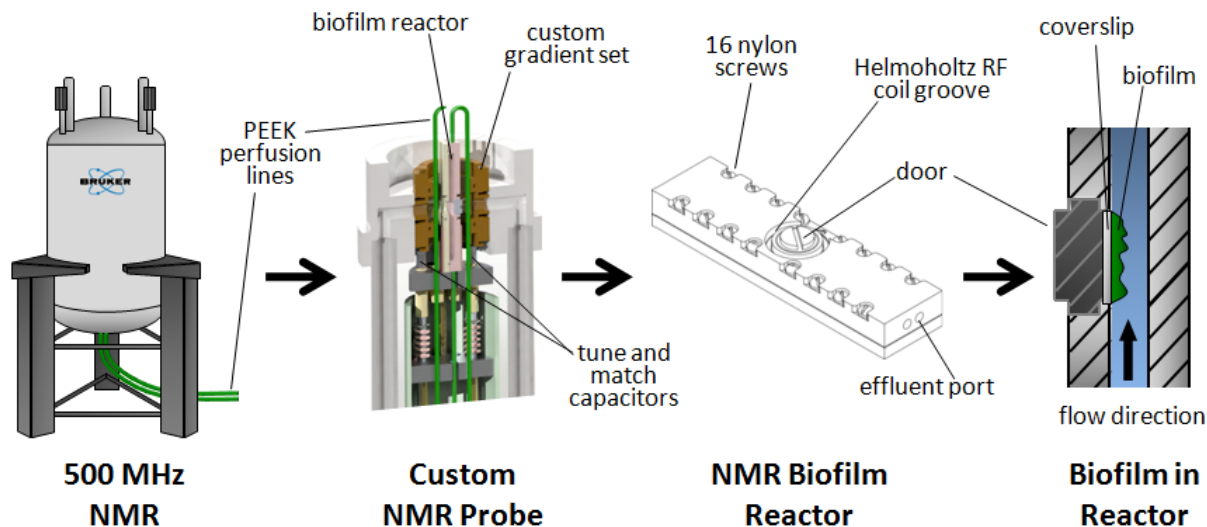 biofilm reactor
custom
gradient set
PEEK
perfusion
lines
BRUKER
tune and
match
capacitors
16 nylon
screws
Helmoholtz RF
coil groove
door
effluent port
coverslip
biofilm
flow direction
500 MHz
NMR
Custom
NMR Probe
NMR Biofilm
Reactor
Biofilm in
Reactor